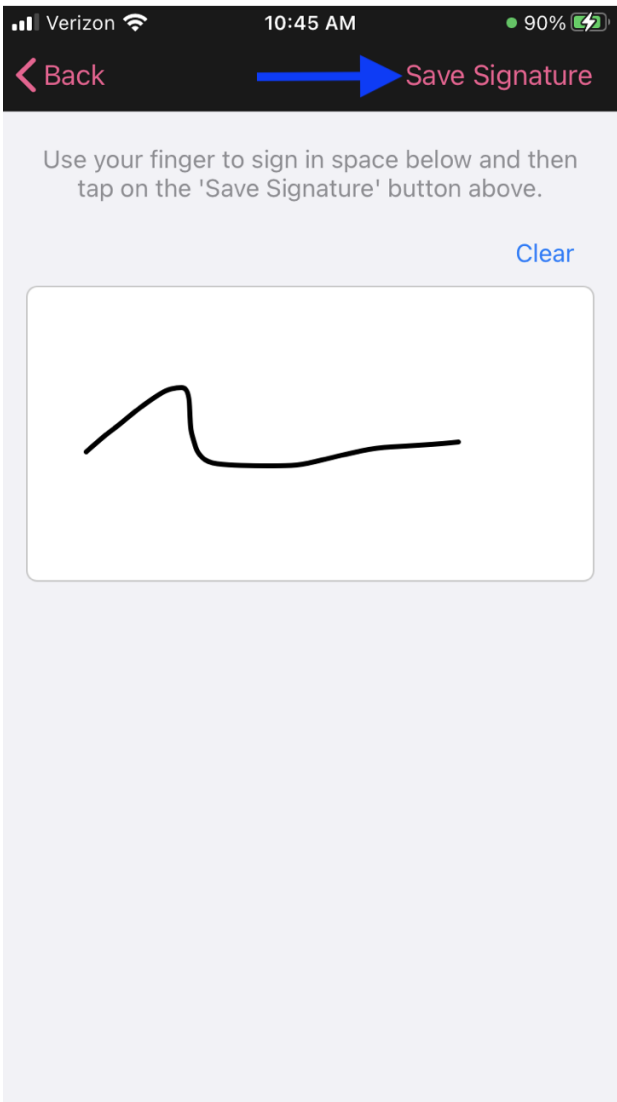 Verizon 10:45 AM 90%
Back Save Signature
Use your finger to sign in space below and then
tap on the 'Save Signature' button above.
Clear